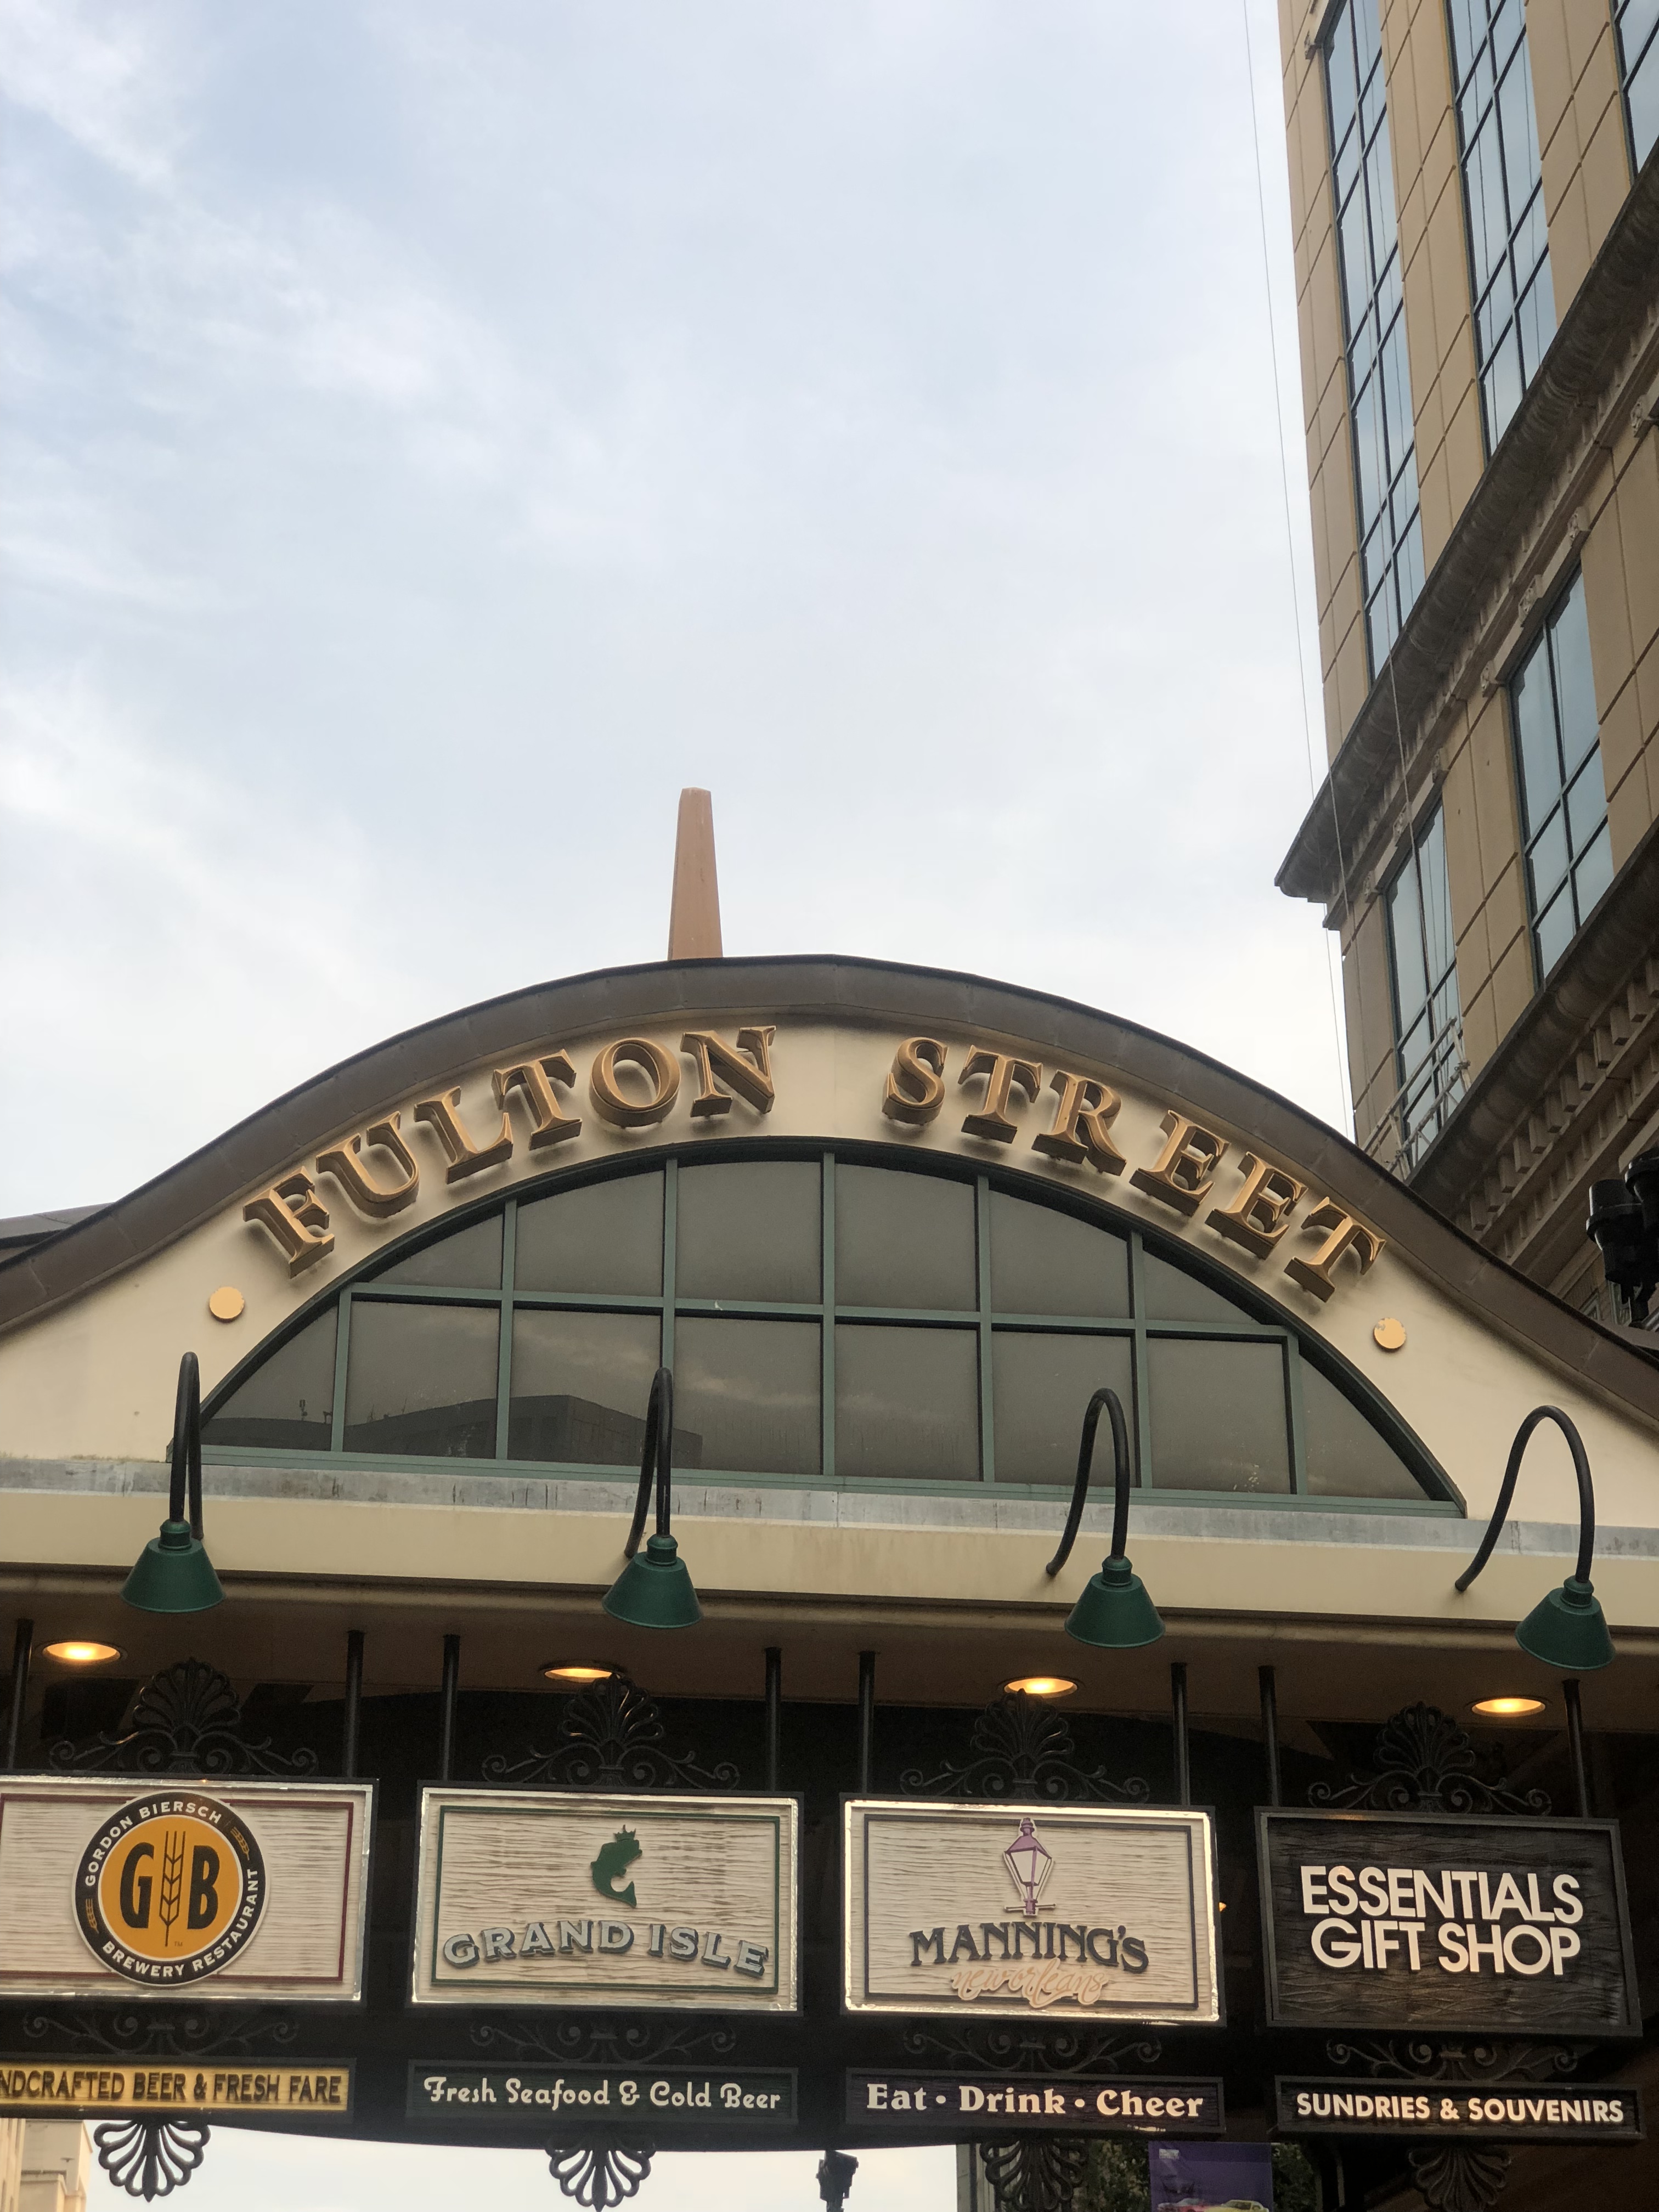 FULTON STREET
GORDON BIERSCH
G B
TM
BREWERY RESTAURANT
NDCRAFTED BEER & FRESH FARE
GRAND ISLE
Fresh Seafood & Cold Beer
MANNING'S
new orleans
Eat • Drink • Cheer
ESSENTIALS
GIFT SHOP
SUNDRIES & SOUVENIRS